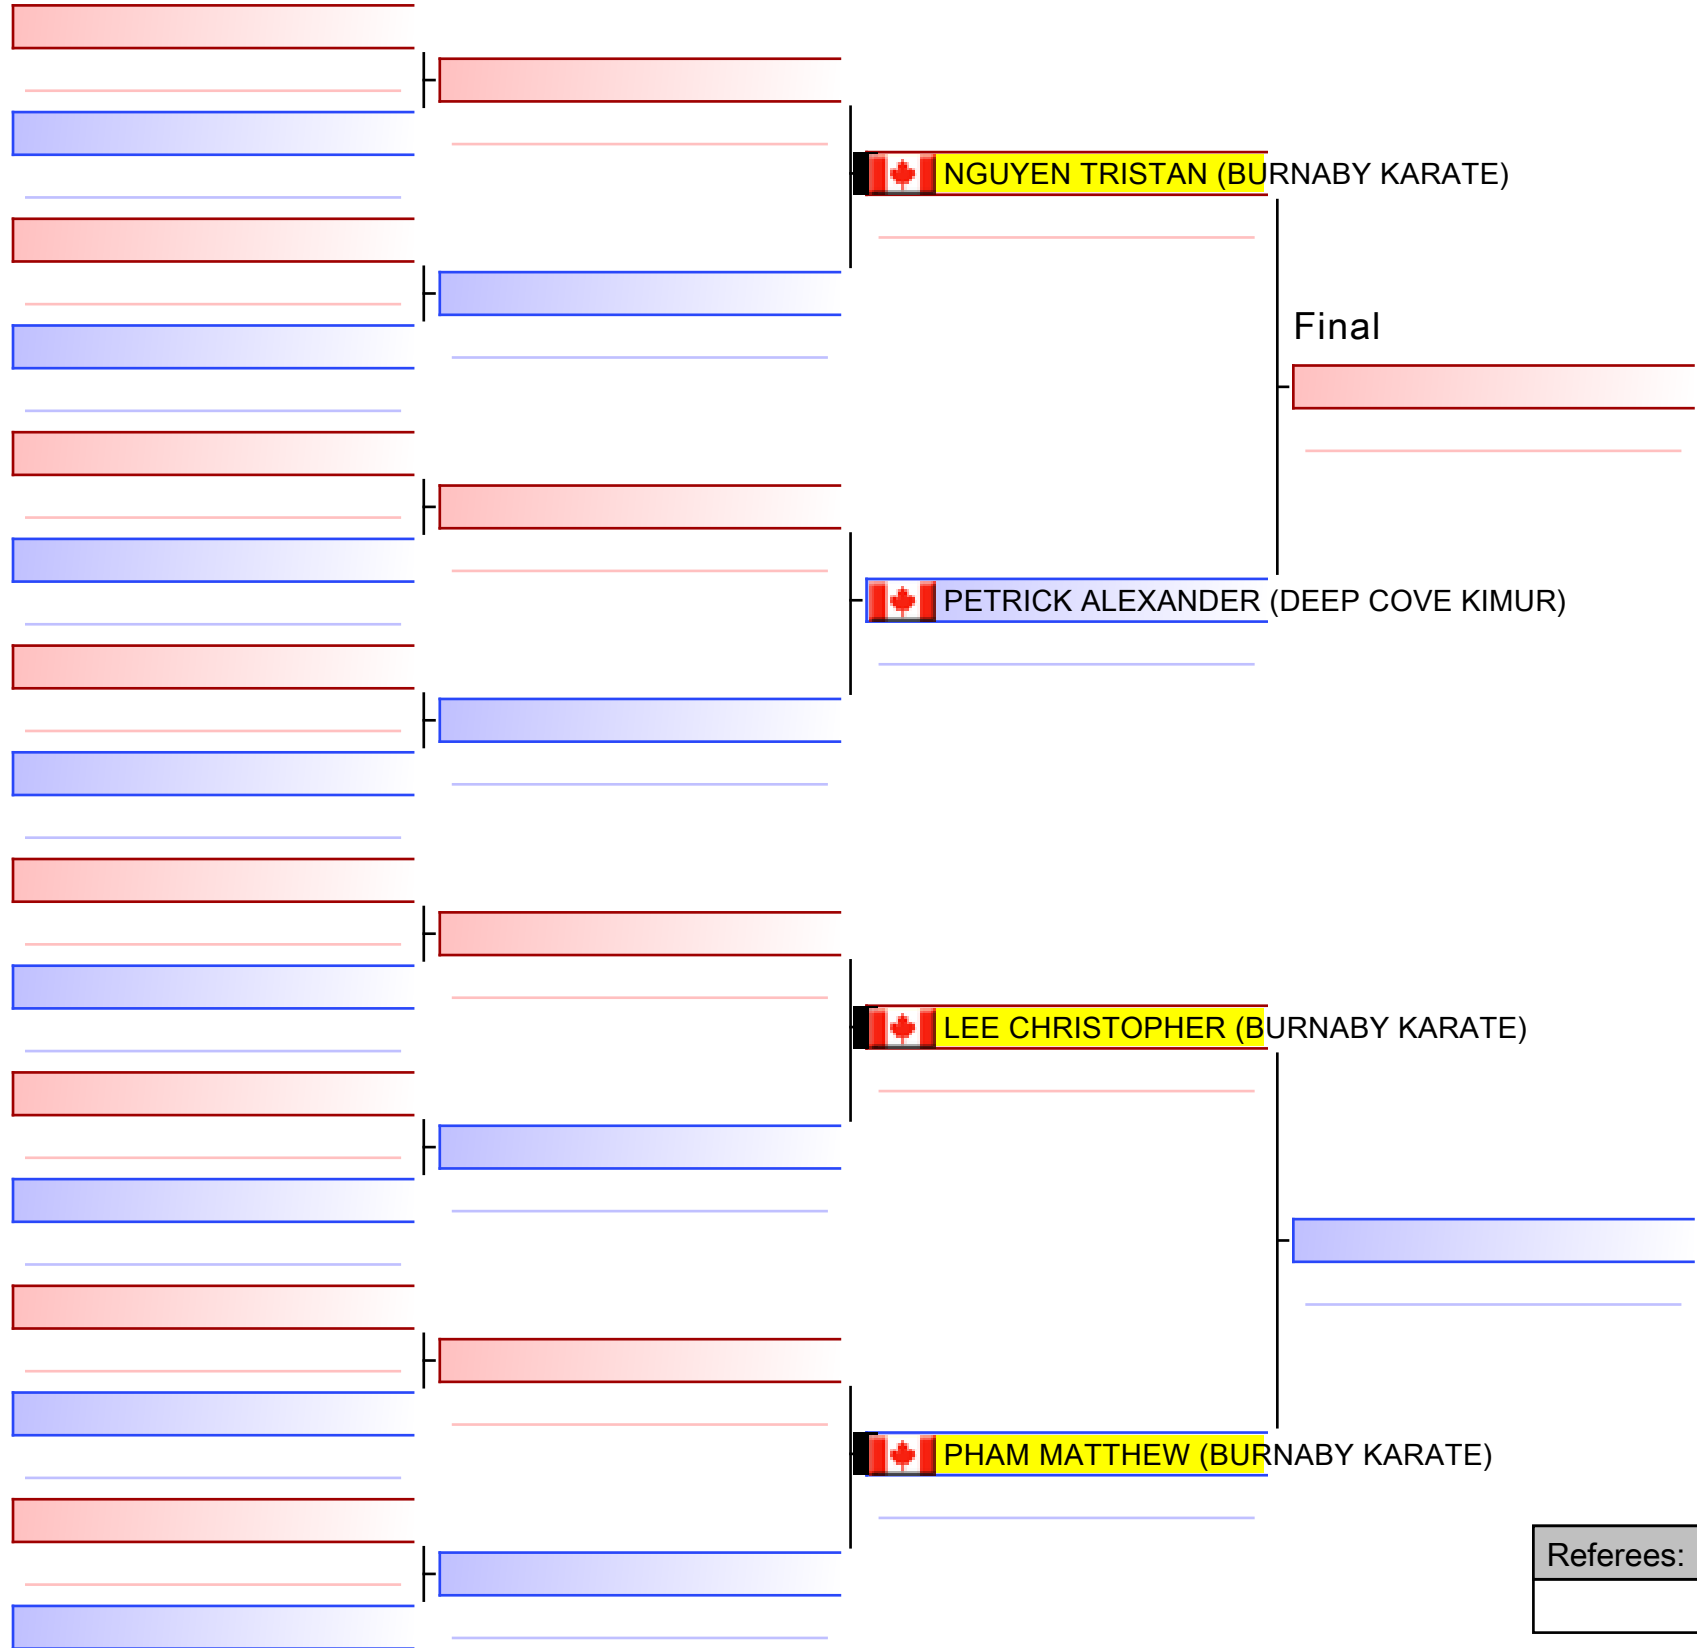 NGUYEN TRISTAN (BURNABY KARATE)
Final
PETRICK ALEXANDER (DEEP COVE KIMUR)
LEE CHRISTOPHER (BURNABY KARATE)
PHAM MATTHEW (BURNABY KARATE)
Referees: